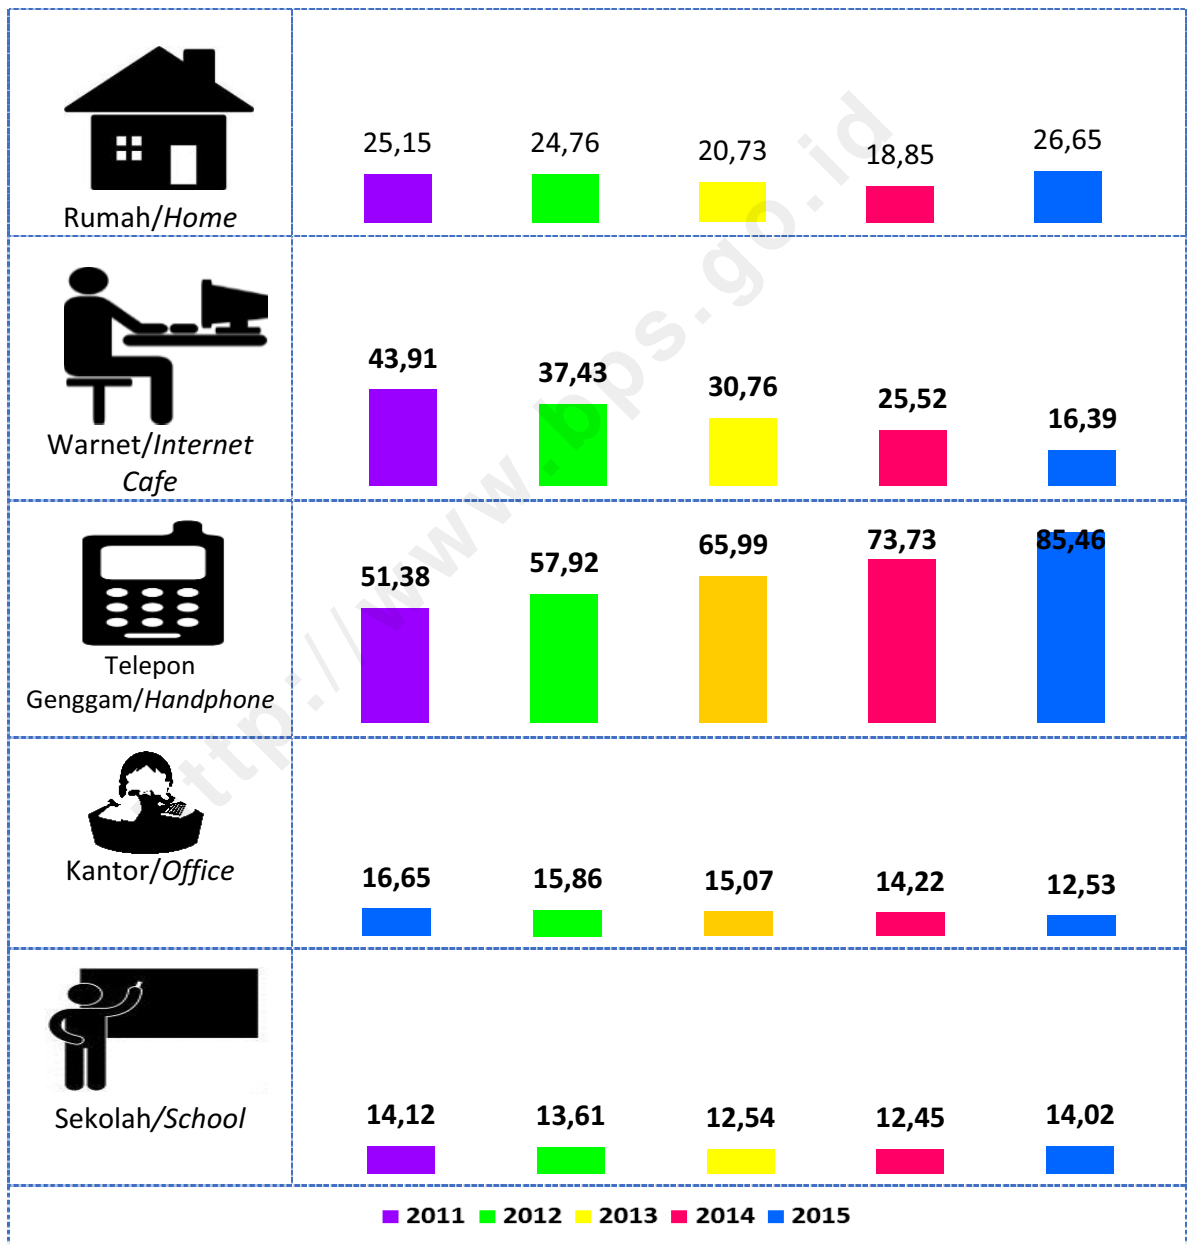 25,15 24,76 20,73 18,85 26,65
Rumah/Home
43,91 37,43 30,76 25,52 16,39
Warnet/Internet
Cafe
51,38 57,92 65,99 73,73 85,46
Telepon
Genggam/Handphone
16,65 15,86 15,07 14,22 12,53
Kantor/Office
14,12 13,61 12,54 12,45 14,02
Sekolah/School
2011 2012 2013 2014 2015
http://www.bps.go.id